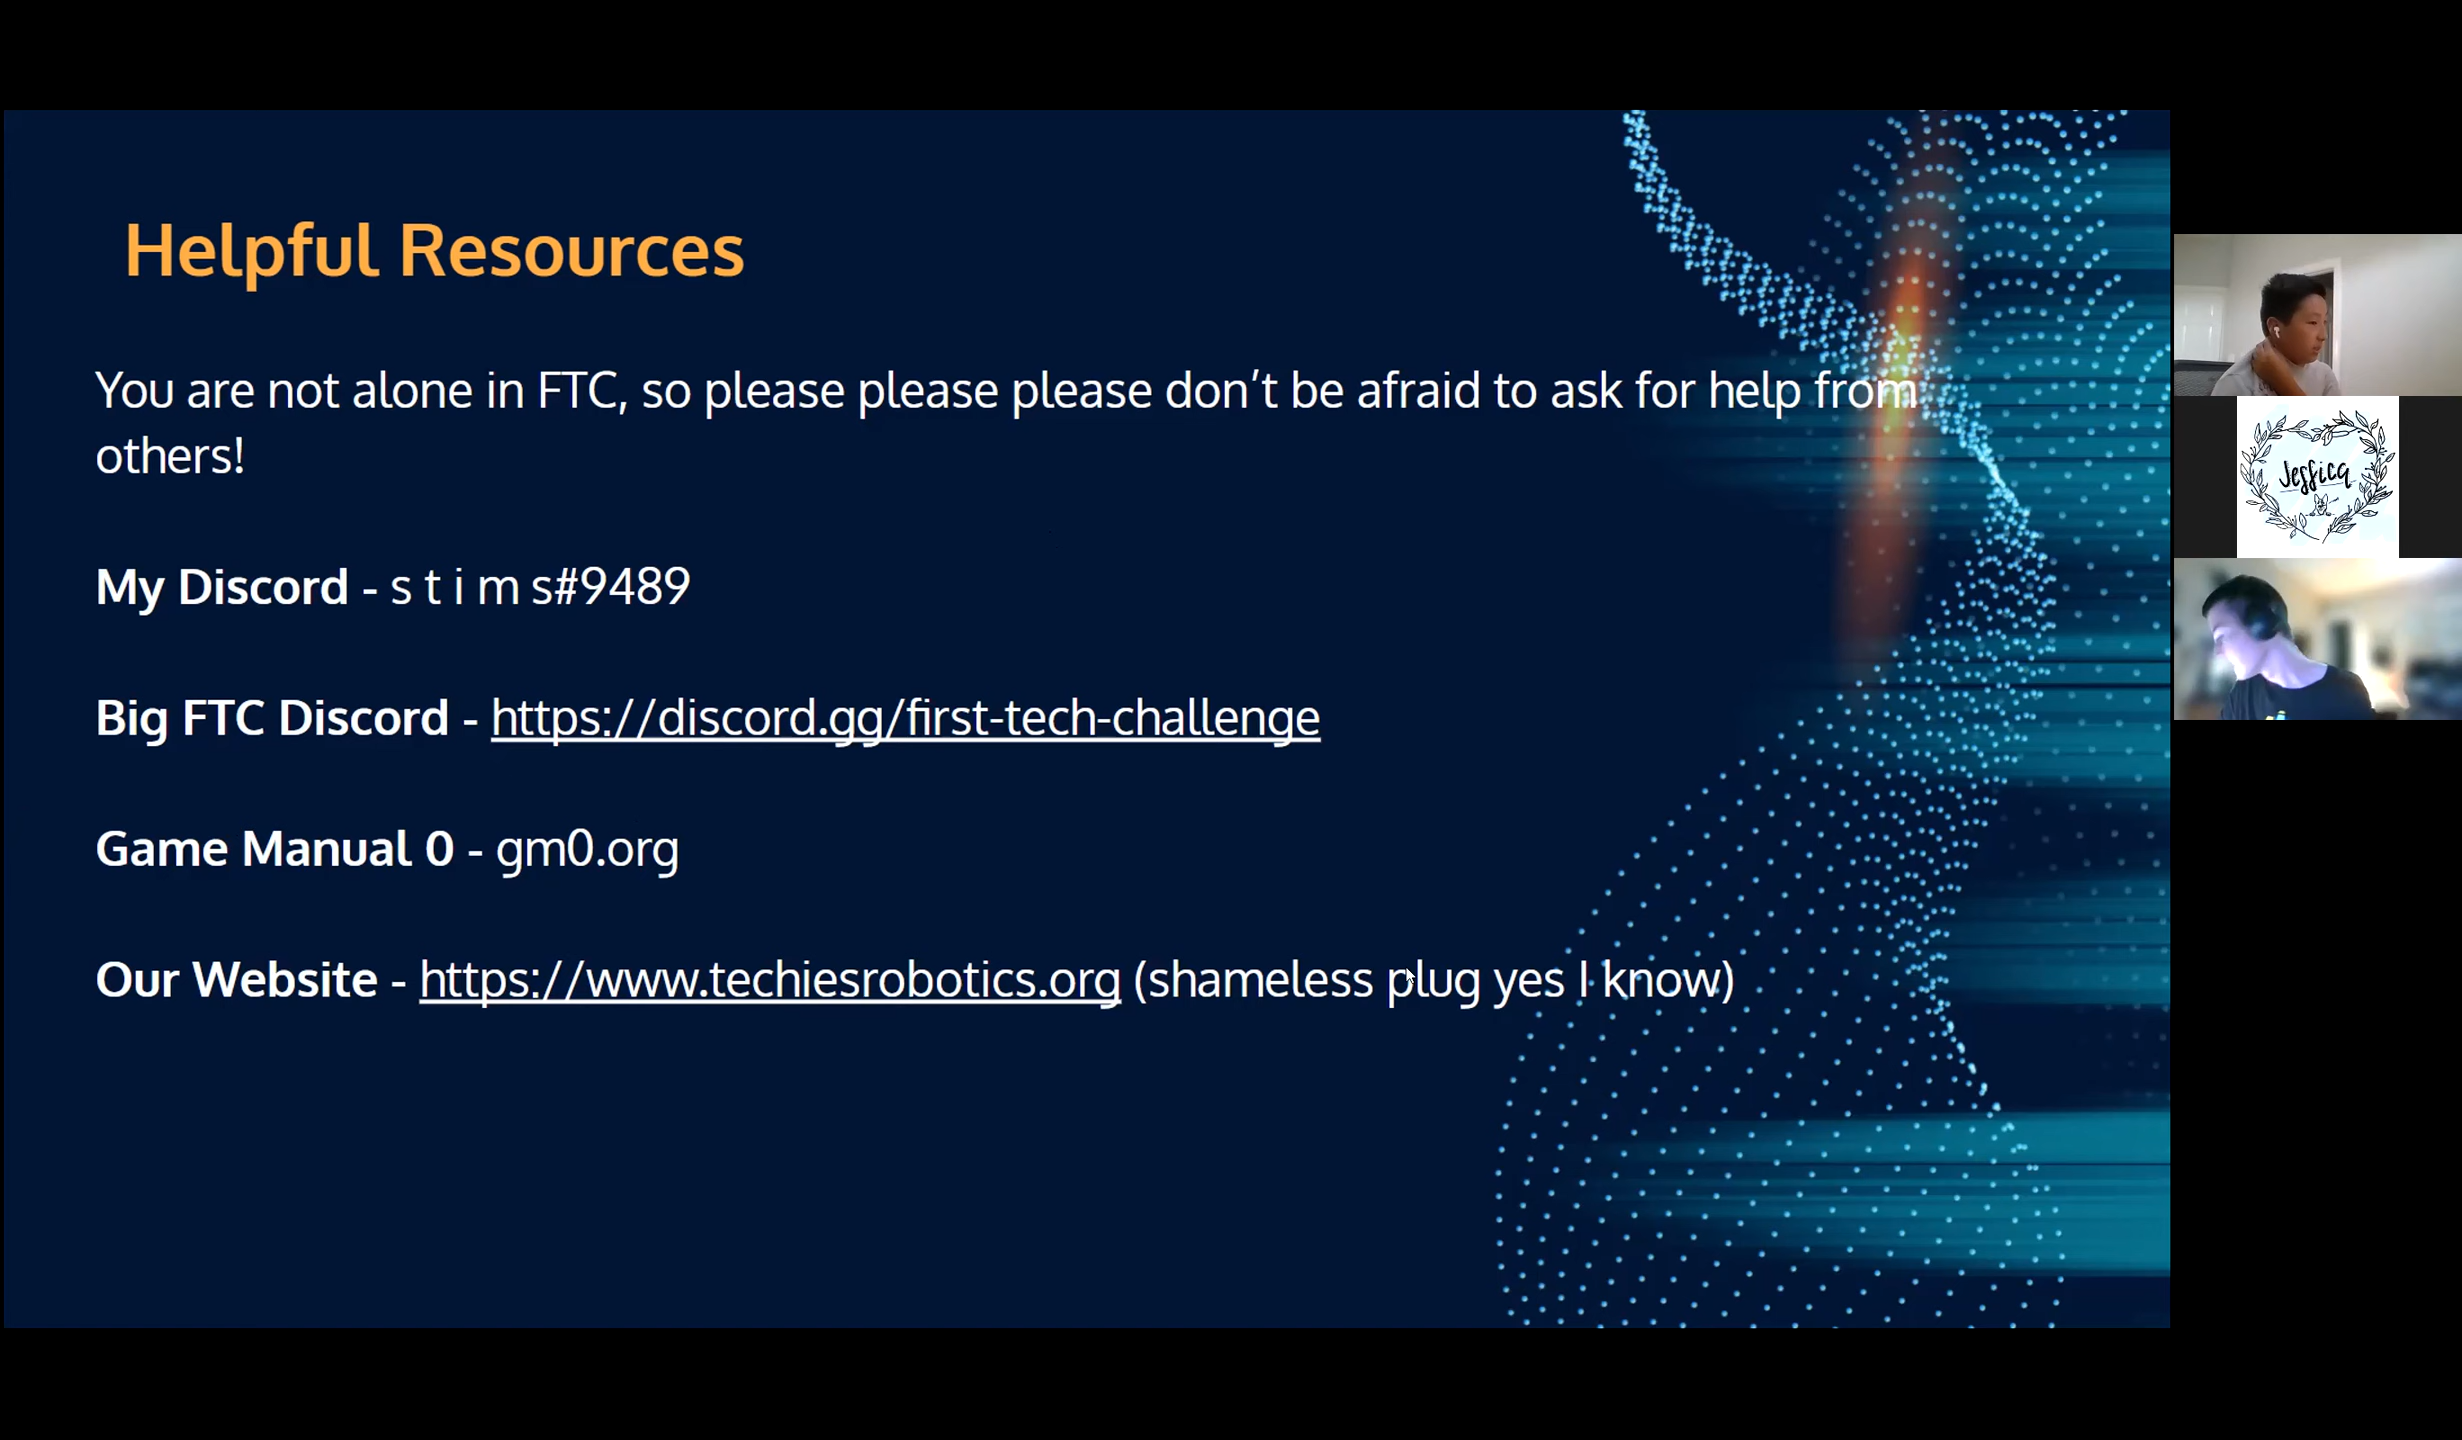 Helpful Resources
You are not alone in FTC, so please please please don't be afraid to ask for help from
others!
My Discord - s t i m s#9489
Big FTC Discord - https://discord.gg/first-tech-challenge
Game Manual 0 - gm0.org
Our Website - https://www.techiesrobotics.org (shameless plug yes I know)
Jessica